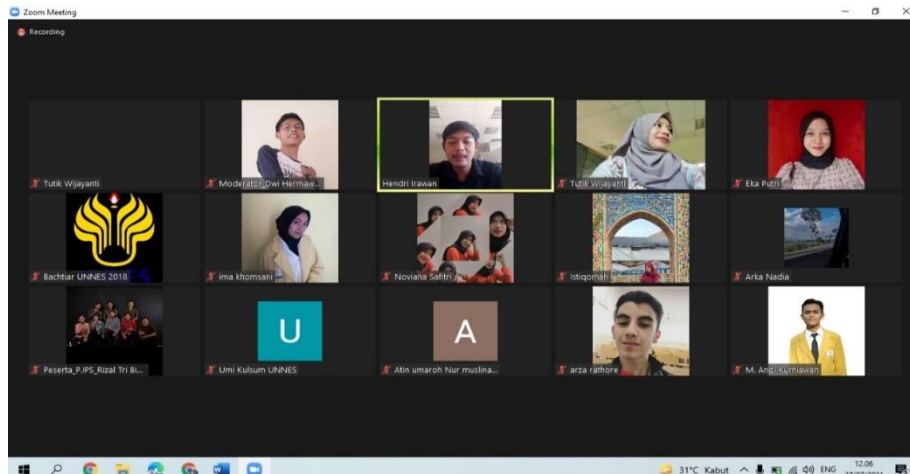 Zoom Meeting
Recording
Tutik Wijayanti
Moderator_Dwi Hermaw...
Hendri Irawan
Tutik Wijayanti
Eka Putri
Bachtiar UNNES 2018
ima khomsani
Noviana Safitri
Istiqomah
Arka Nadia
Peserta_P.IPS_Rizal Tri Bi...
U
Umi Kulsum UNNES
A
Atin umaroh Nur muslina...
arza rathore
M. Andi Kurniawan
31°C Kabut
ENG
12.06